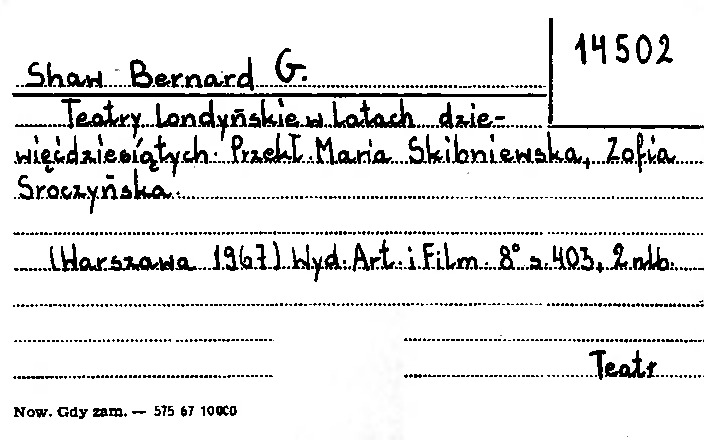 14502
Shaw Bernard G.
Teatry londyńskie w latach dzie-
więćdziesiątych. Przekł. Maria Skibniewska, Zofia
Sroczyńska.
(Warszawa 1967) Wyd. Art. i Film. 8° s. 403, 2 nlb.
Teatr
Now. Gdy zam. — 575 67 10000